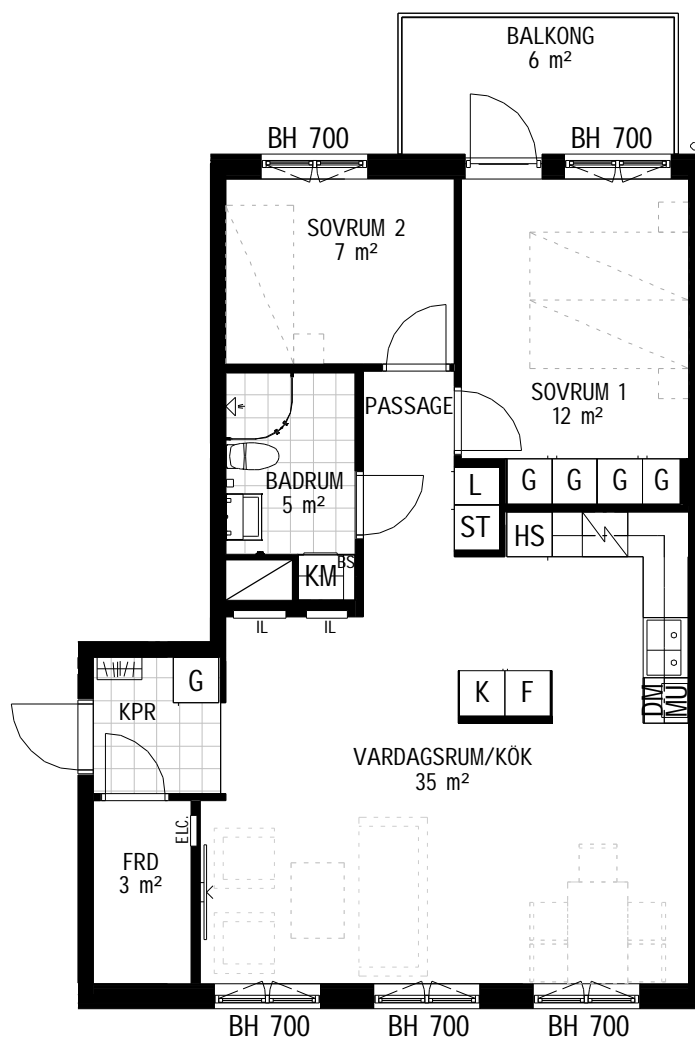 BALKONG
6 m²
BH 700
BH 700
SOVRUM 2
7 m²
SOVRUM 1
12 m²
PASSAGE
BADRUM
5 m²
L
G
G
G
G
ST
HS
KM
BS
IL
IL
G
KPR
K
F
DM
MU
VARDAGSRUM/KÖK
35 m²
ELC.
FRD
3 m²
BH 700
BH 700
BH 700